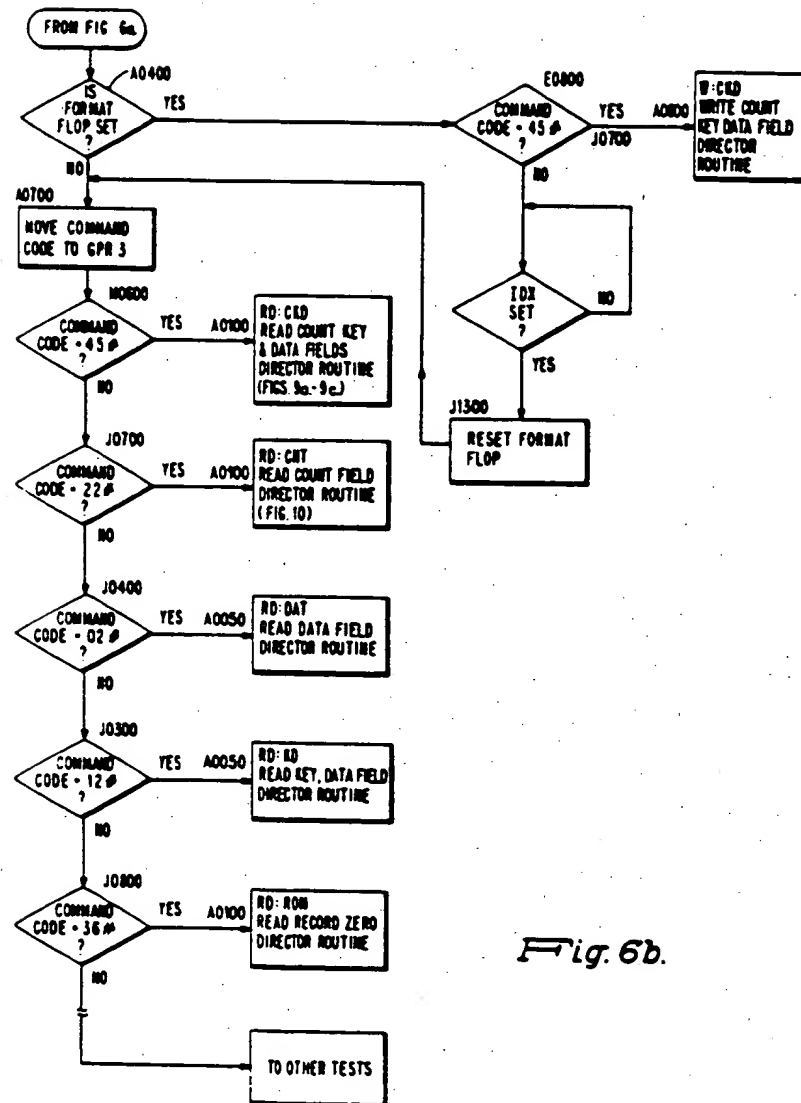 FROM FIG 6a
A0400
IS
FORMAT
FLOP SET
?
YES
NO
E0800
COMMAND
CODE = 45#
?
YES
J0700
A0800
W:CKD
WRITE COUNT
KEY DATA FIELD
DIRECTOR
ROUTINE
NO
IDX
SET
?
NO
YES
J1300
RESET FORMAT
FLOP
A0700
MOVE COMMAND
CODE TO GPR 3
M0600
COMMAND
CODE = 45#
?
YES
A0100
RD:CKD
READ COUNT KEY
& DATA FIELDS
DIRECTOR ROUTINE
(FIGS. 9a-9c)
NO
J0700
COMMAND
CODE = 22#
?
YES
A0100
RD:CNT
READ COUNT FIELD
DIRECTOR ROUTINE
(FIG. 10)
NO
J0400
COMMAND
CODE = 02#
?
YES
A0050
RD:DAT
READ DATA FIELD
DIRECTOR ROUTINE
NO
J0300
COMMAND
CODE = 12#
?
YES
A0050
RD:KD
READ KEY, DATA FIELD
DIRECTOR ROUTINE
NO
J0800
COMMAND
CODE = 36#
?
YES
A0100
RD:
READ RECORD ZERO
DIRECTOR ROUTINE
NO
TO OTHER TESTS
Fig. 6b.